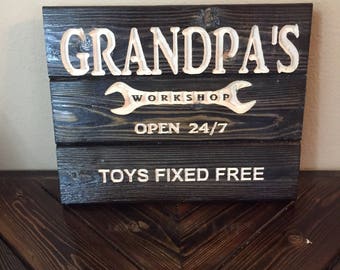 GRANDPA'S
WORKSHOP
OPEN 24/7
TOYS FIXED FREE